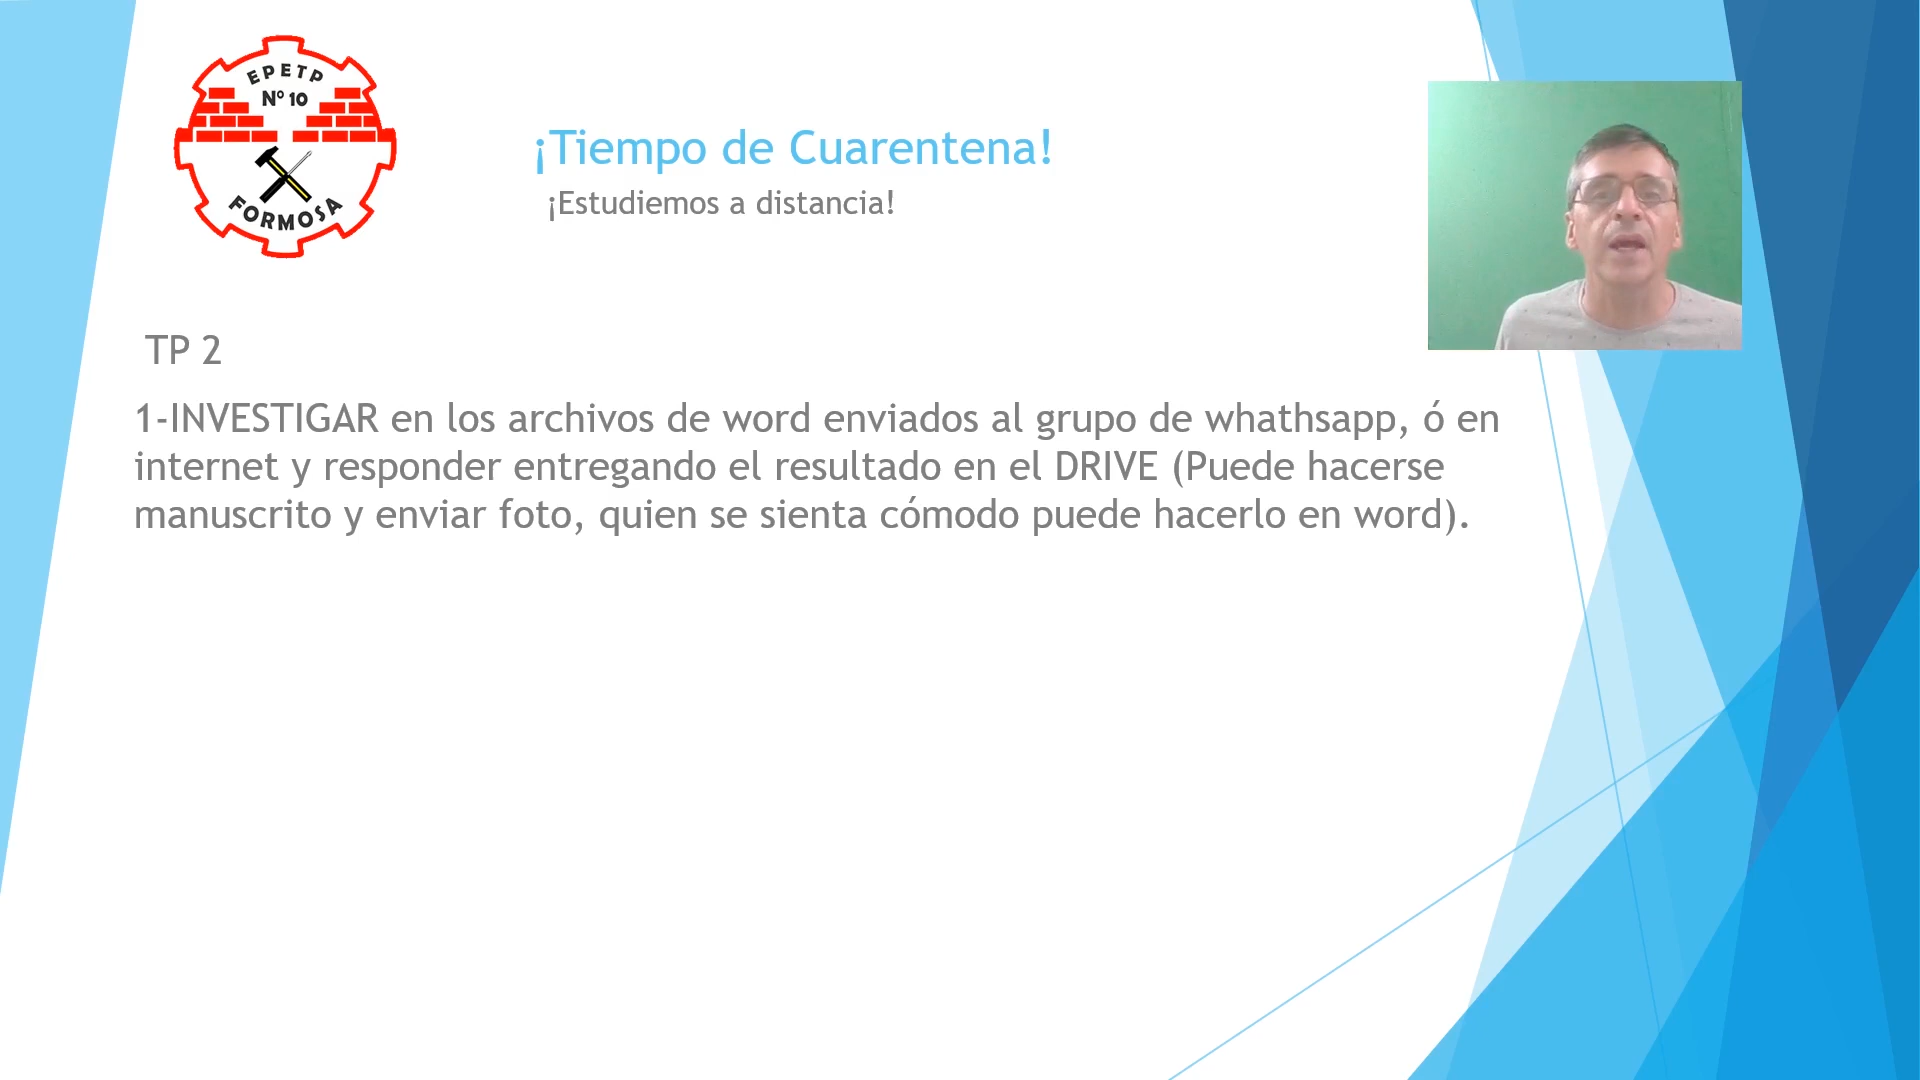 EPETP
Nº 10
FORMOSA
¡Tiempo de Cuarentena!
¡Estudiemos a distancia!
TP 2
1-INVESTIGAR en los archivos de word enviados al grupo de whathsapp, ó en
internet y responder entregando el resultado en el DRIVE (Puede hacerse
manuscrito y enviar foto, quien se sienta cómodo puede hacerlo en word).